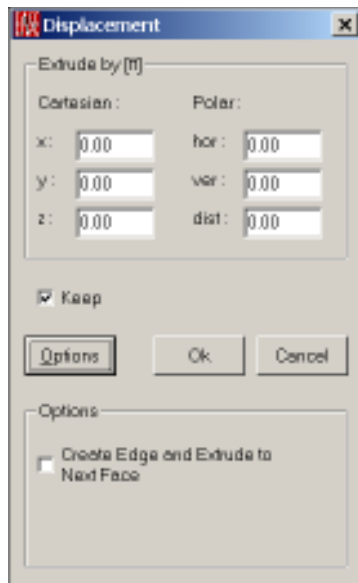 Displacement
Extrude by [ft]
Cartesian: Polar:
x: 0.00 hor: 0.00
y: 0.00 ver: 0.00
z: 0.00 dist: 0.00
Keep
Options Ok Cancel
Options
Create Edge and Extrude to
Next Face